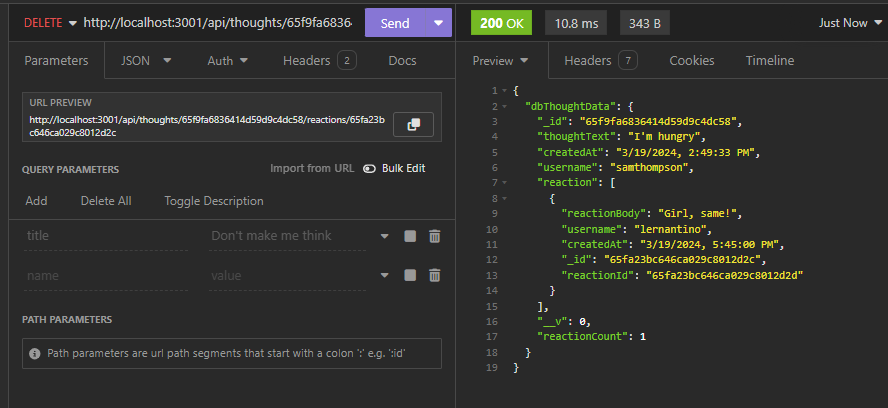 DELETE http://localhost:3001/api/thoughts/65f9fa6836 Send 200 OK 10.8 ms 343 B Just Now
Parameters JSON Auth Headers 2 Docs
Preview Headers 7 Cookies Timeline
URL PREVIEW
http://localhost:3001/api/thoughts/65f9fa6836414d59d9c4dc58/reactions/65fa23b
c646ca029c8012d2c
QUERY PARAMETERS Import from URL Bulk Edit
Add Delete All Toggle Description
title Don't make me think
name value
PATH PARAMETERS
Path parameters are url path segments that start with a colon ':' e.g. ':id'
1 {
2 "dbThoughtData": {
3 "_id": "65f9fa6836414d59d9c4dc58",
4 "thoughtText": "I'm hungry",
5 "createdAt": "3/19/2024, 2:49:33 PM",
6 "username": "samthompson",
7 "reaction": [
8 {
9 "reactionBody": "Girl, same!",
10 "username": "lernantino",
11 "createdAt": "3/19/2024, 5:45:00 PM",
12 "_id": "65fa23bc646ca029c8012d2c",
13 "reactionId": "65fa23bc646ca029c8012d2d"
14 }
15 ],
16 "__v": 0,
17 "reactionCount": 1
18 }
19 }